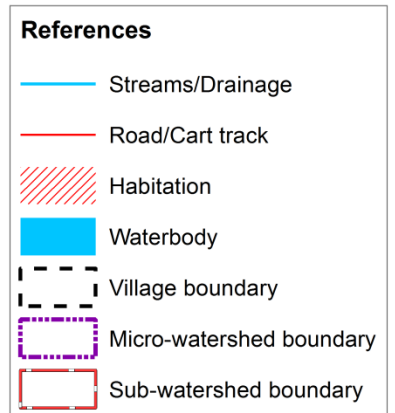 References
Streams/Drainage
Road/Cart track
Habitation
Waterbody
Village boundary
Micro-watershed boundary
Sub-watershed boundary